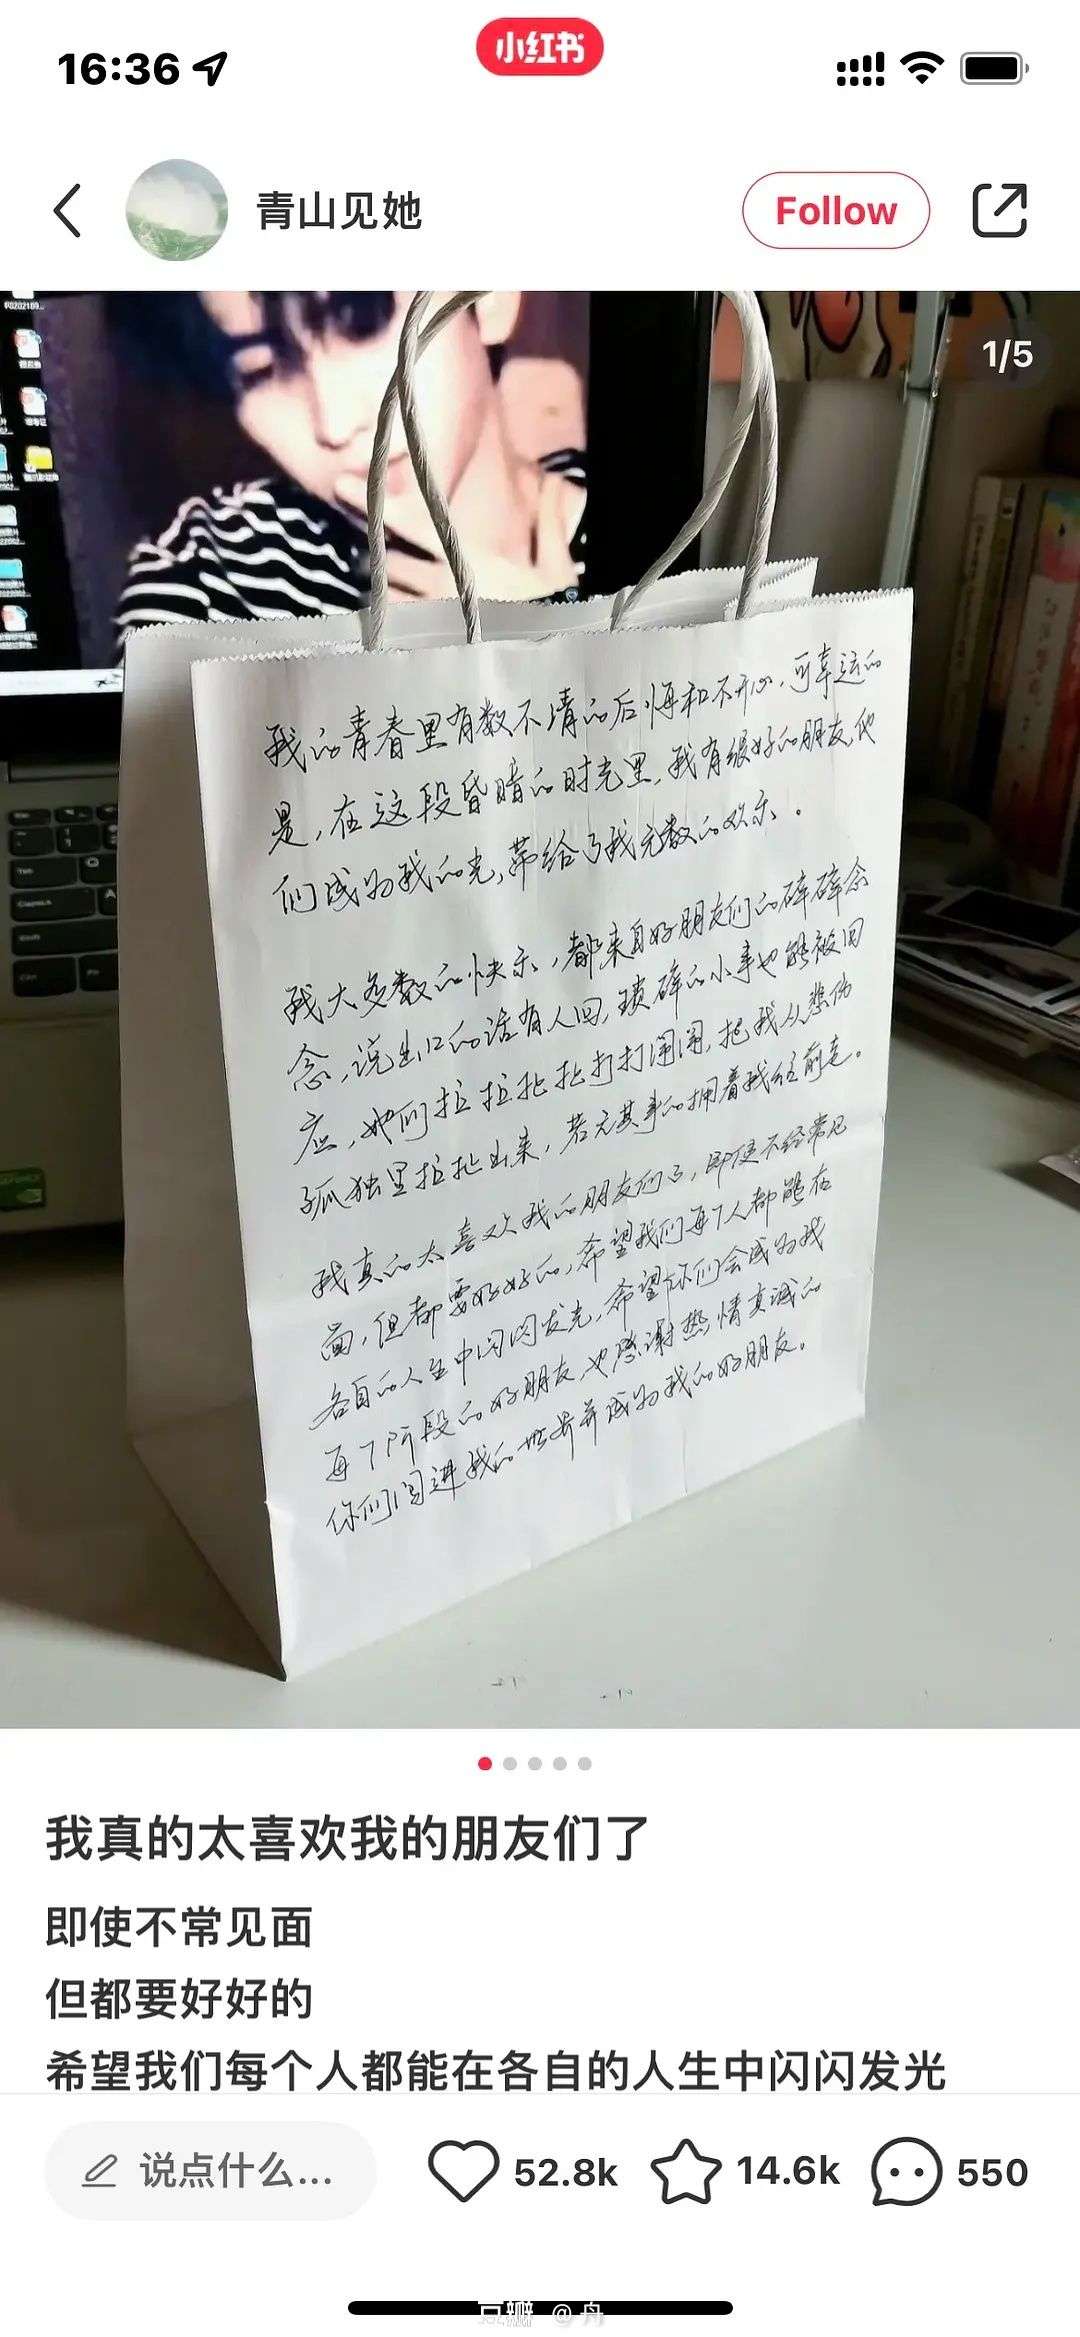 16:36
小红书
青山见她
Follow
1/5
我的青春里有数不清的后悔和不开心，可幸运的
是，在这段昏暗的时光里，我有很好的朋友，他
们成为我的光，带给了我无数的欢乐。
我大多数的快乐，都来自好朋友们的碎碎念
念，说出口的话有人回，琐碎的小事也能被回
应，她们拉拉扯扯打打闹闹，把我从悲伤
孤独里拉扯出来，若无其事的拥着我往前走。
我真的太喜欢我的朋友们了，即使不经常见
面，但都要好好的，希望我们每个人都能在
各自的人生中闪闪发光，希望你们会成为我
每个阶段的好朋友，也感谢热情真诚的
你们闯进我的世界并成为我的好朋友。
我真的太喜欢我的朋友们了
即使不常见面
但都要好好的
希望我们每个人都能在各自的人生中闪闪发光
说点什么...
52.8k
14.6k
550
豆瓣 @舟